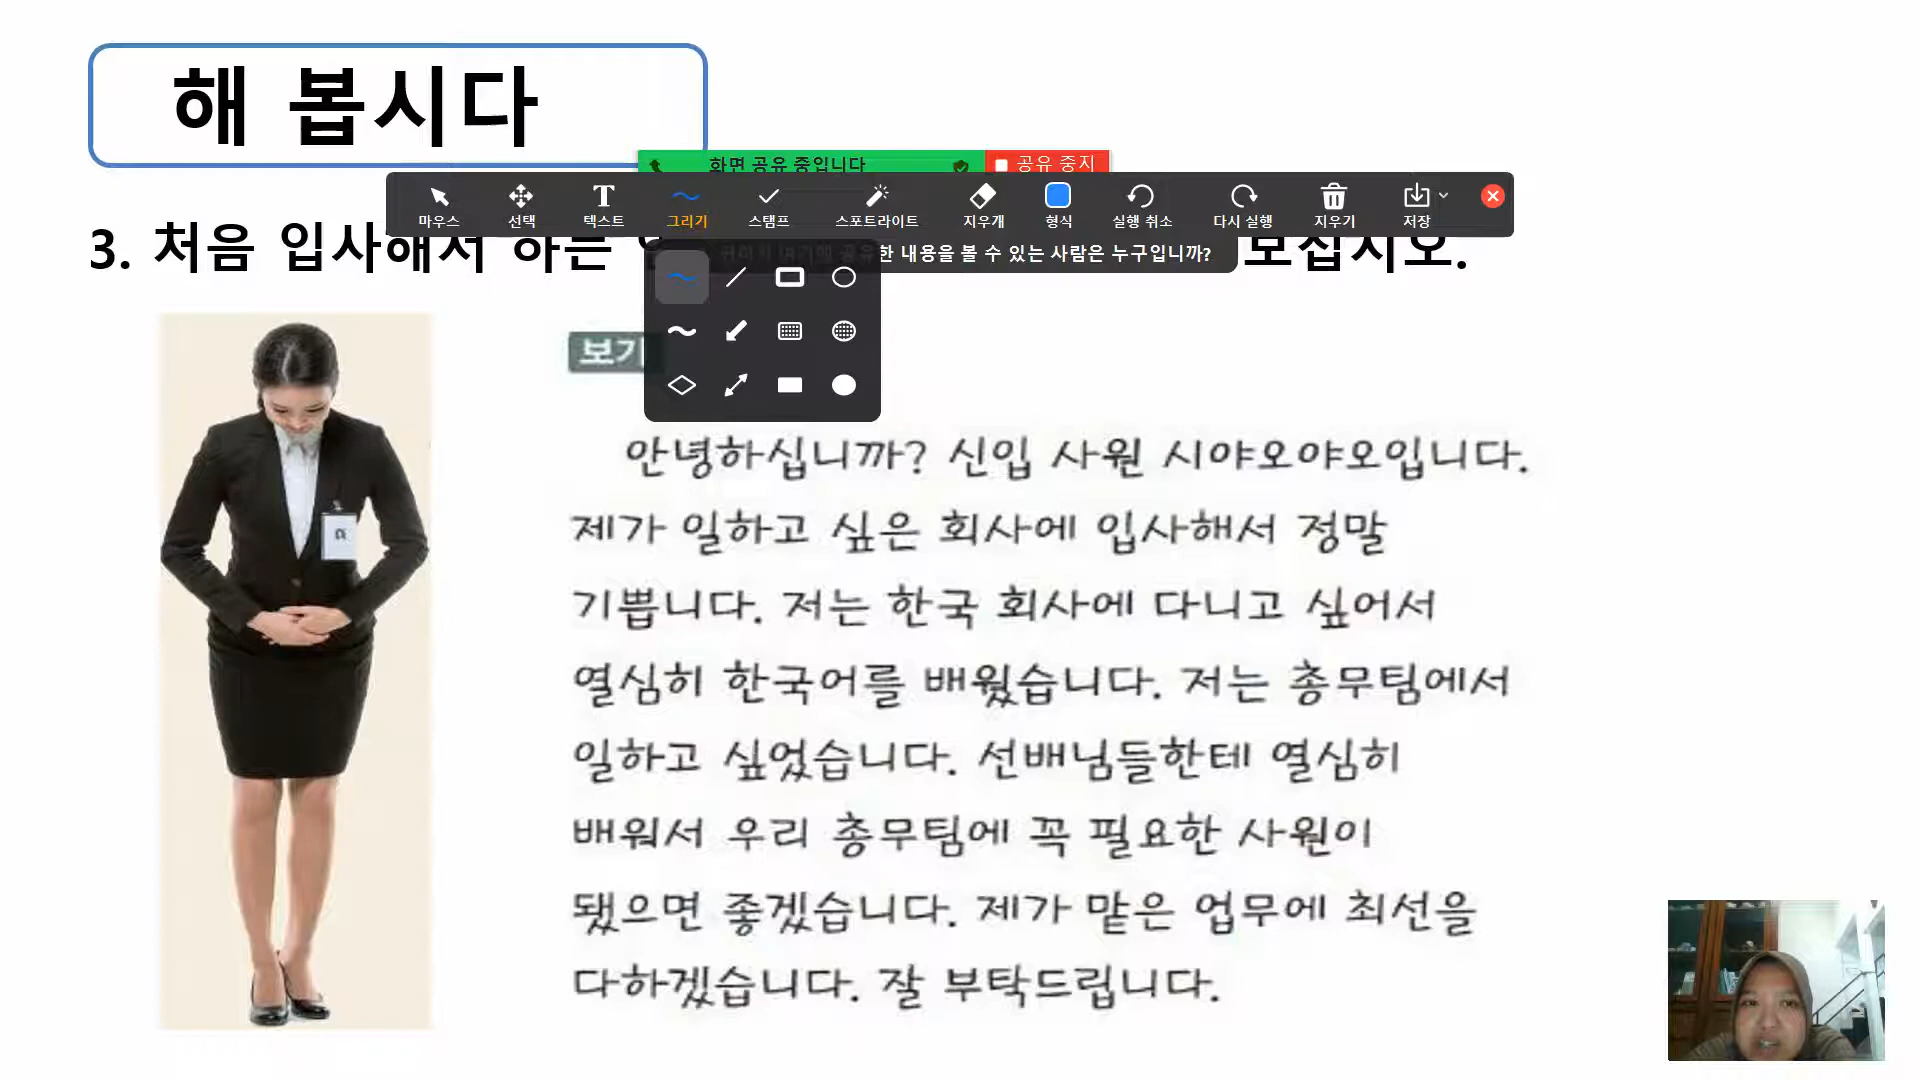 해 봅시다
화면 공유 중입니다
공유 중지
마우스 선택 텍스트 그리기 스탬프 스포트라이트 지우개 형식 실행 취소 다시 실행 지우기 저장
3. 처음 입사해서 하는 보십시오.
내용을 볼 수 있는 사람은 누구입니까?
보기
안녕하십니까? 신입 사원 시야오야오입니다.
제가 일하고 싶은 회사에 입사해서 정말
기쁩니다. 저는 한국 회사에 다니고 싶어서
열심히 한국어를 배웠습니다. 저는 총무팀에서
일하고 싶었습니다. 선배님들한테 열심히
배워서 우리 총무팀에 꼭 필요한 사원이
됐으면 좋겠습니다. 제가 맡은 업무에 최선을
다하겠습니다. 잘 부탁드립니다.